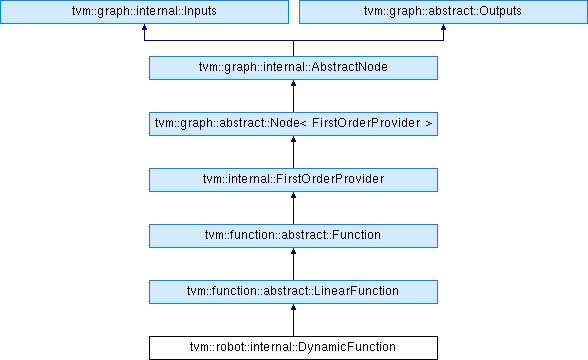 tvm::graph::internal::Inputs
tvm::graph::abstract::Outputs
tvm::graph::internal::AbstractNode
tvm::graph::abstract::Node< FirstOrderProvider >
tvm::internal::FirstOrderProvider
tvm::function::abstract::Function
tvm::function::abstract::LinearFunction
tvm::robot::internal::DynamicFunction